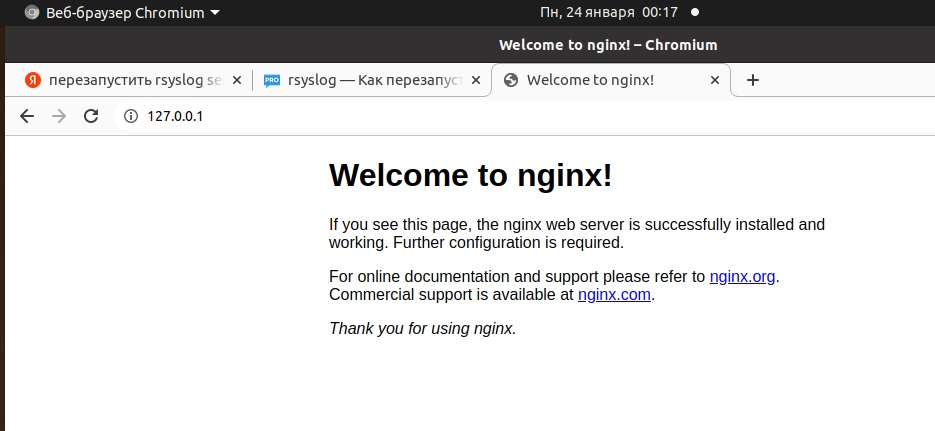 Веб-браузер Chromium
Пн, 24 января 00:17
Welcome to nginx! – Chromium
перезапустить rsyslog se
rsyslog — Как перезапус
Welcome to nginx!
127.0.0.1
Welcome to nginx!
If you see this page, the nginx web server is successfully installed and
working. Further configuration is required.
For online documentation and support please refer to nginx.org.
Commercial support is available at nginx.com.
Thank you for using nginx.